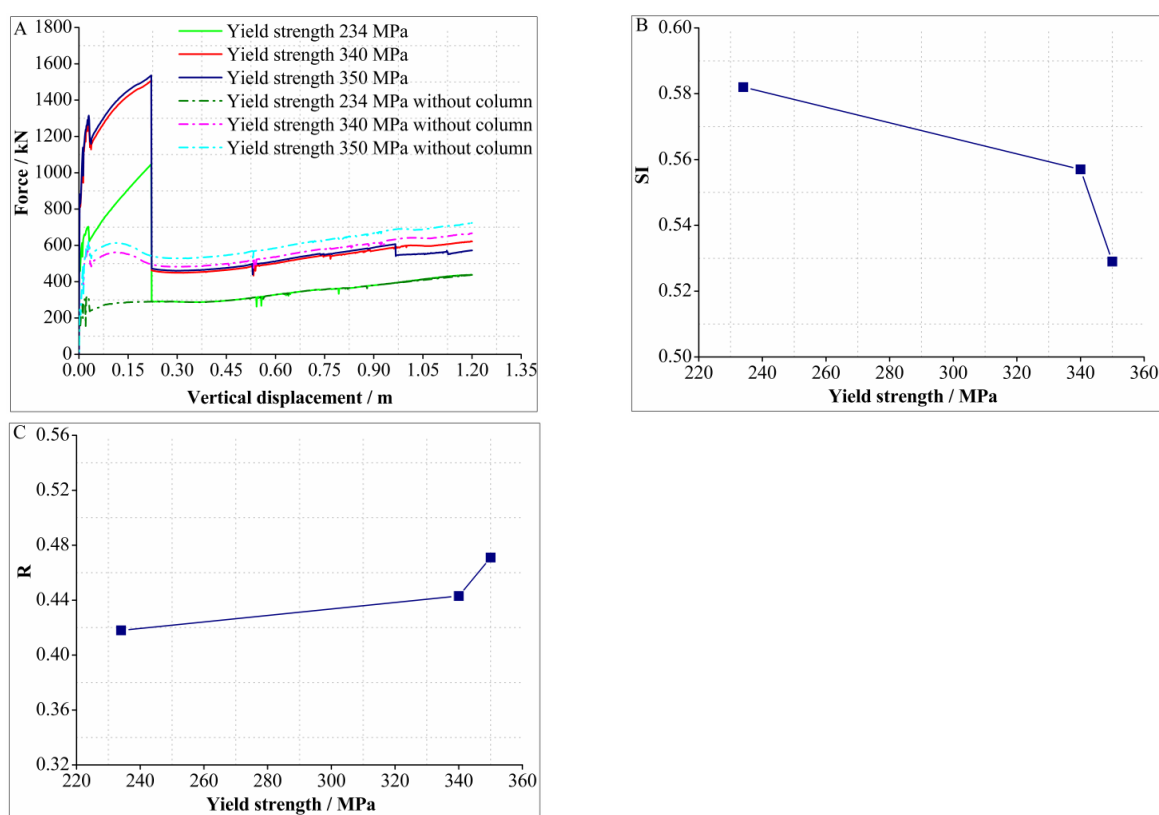 A
Force / kN
1800
1600
1400
1200
1000
800
600
400
200
0
Yield strength 234 MPa
Yield strength 340 MPa
Yield strength 350 MPa
Yield strength 234 MPa without column
Yield strength 340 MPa without column
Yield strength 350 MPa without column
0.00 0.15 0.30 0.45 0.60 0.75 0.90 1.05 1.20 1.35
Vertical displacement / m
B
SI
0.60
0.58
0.56
0.54
0.52
0.50
220 240 260 280 300 320 340 360
Yield strength / MPa
C
R
0.56
0.52
0.48
0.44
0.40
0.36
0.32
220 240 260 280 300 320 340 360
Yield strength / MPa